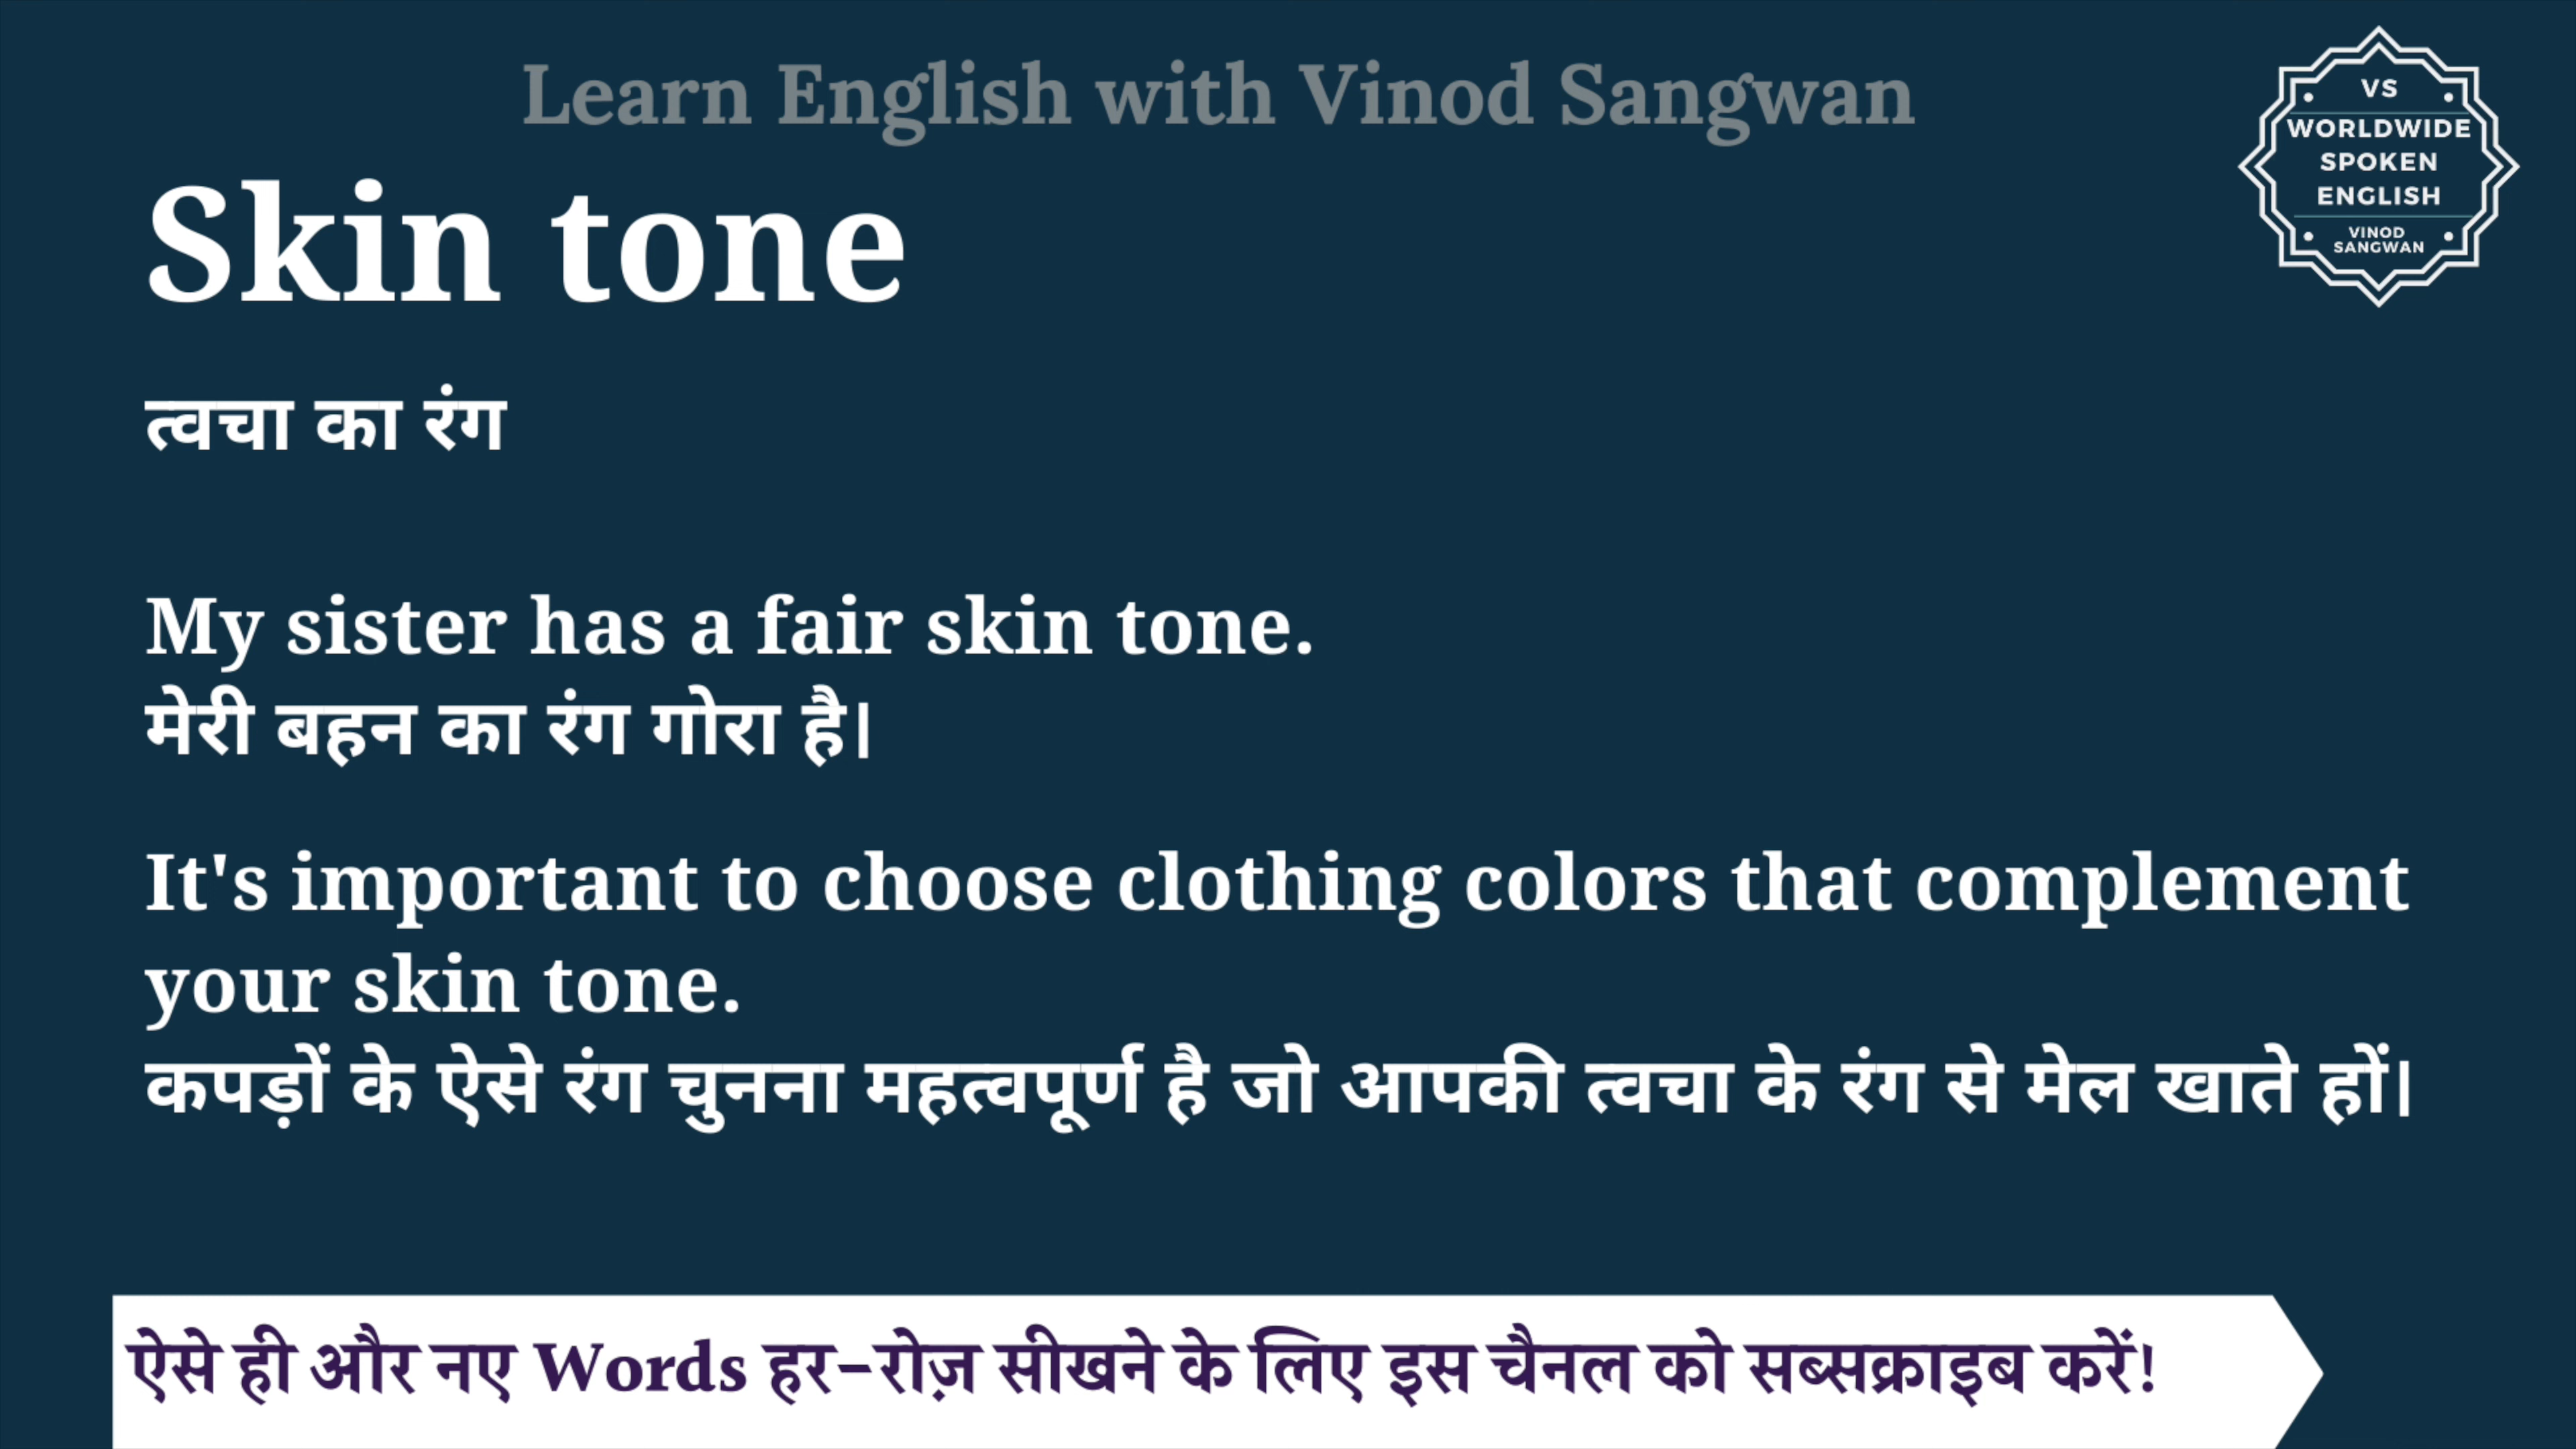 Learn English with Vinod Sangwan
VS
WORLDWIDE
SPOKEN
ENGLISH
VINOD
SANGWAN
Skin tone
त्वचा का रंग
My sister has a fair skin tone.
मेरी बहन का रंग गोरा है।
It's important to choose clothing colors that complement
your skin tone.
कपड़ों के ऐसे रंग चुनना महत्वपूर्ण है जो आपकी त्वचा के रंग से मेल खाते हों।
ऐसे ही और नए Words हर-रोज़ सीखने के लिए इस चैनल को सब्सक्राइब करें!